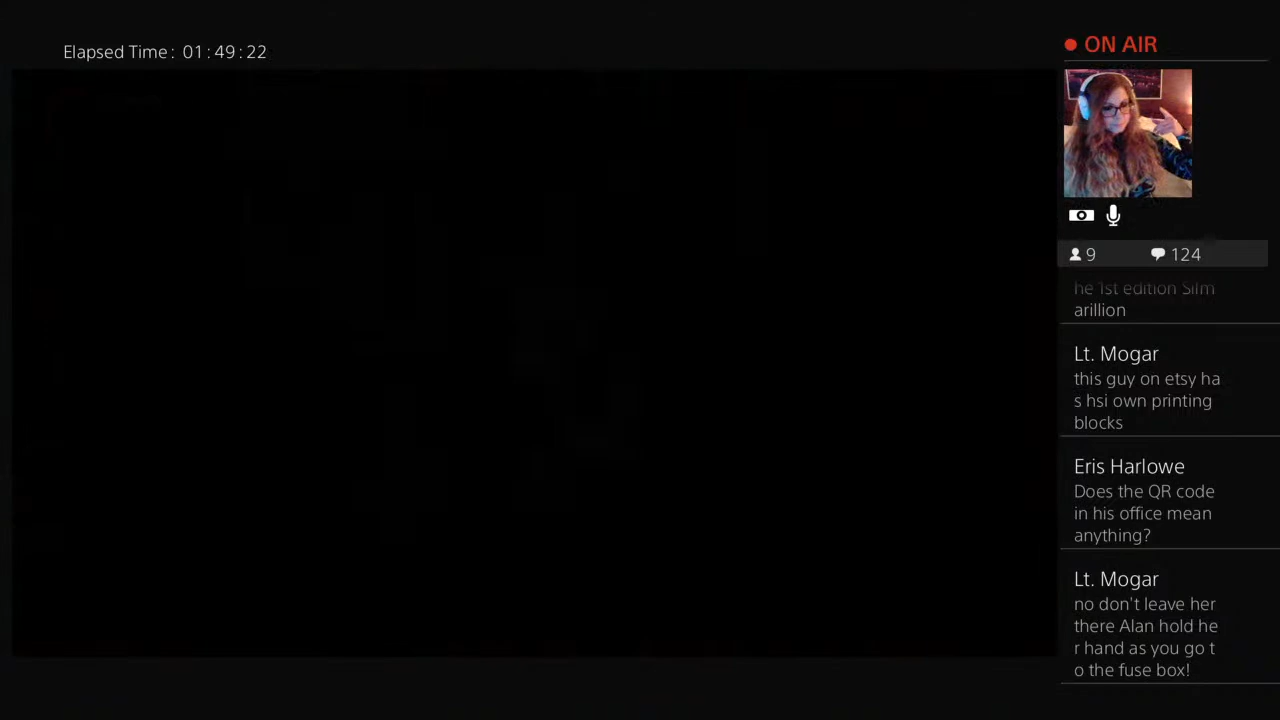 Elapsed Time: 01:49:22
ON AIR
9 124
he 1st edition Silm
arillion
Lt. Mogar
this guy on etsy ha
s hsi own printing
blocks
Eris Harlowe
Does the QR code
in his office mean
anything?
Lt. Mogar
no don't leave her
there Alan hold he
r hand as you go t
o the fuse box!